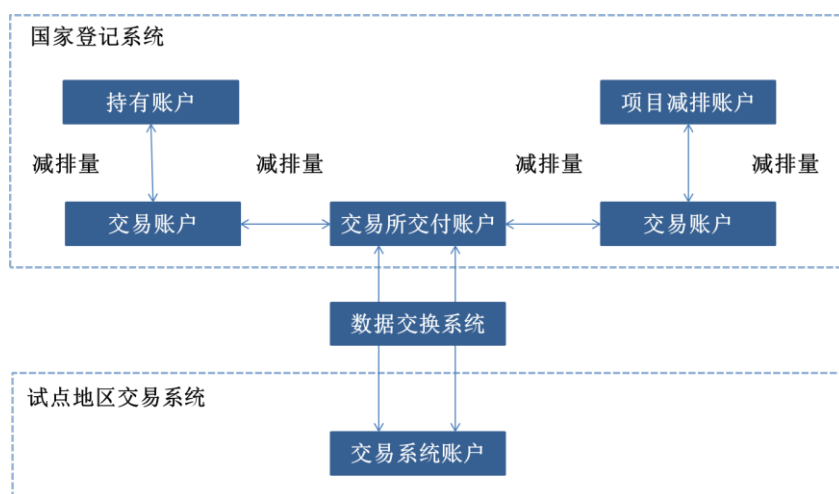 国家登记系统
持有账户
项目减排账户
减排量
减排量
减排量
减排量
交易账户
交易所交付账户
交易账户
数据交换系统
试点地区交易系统
交易系统账户